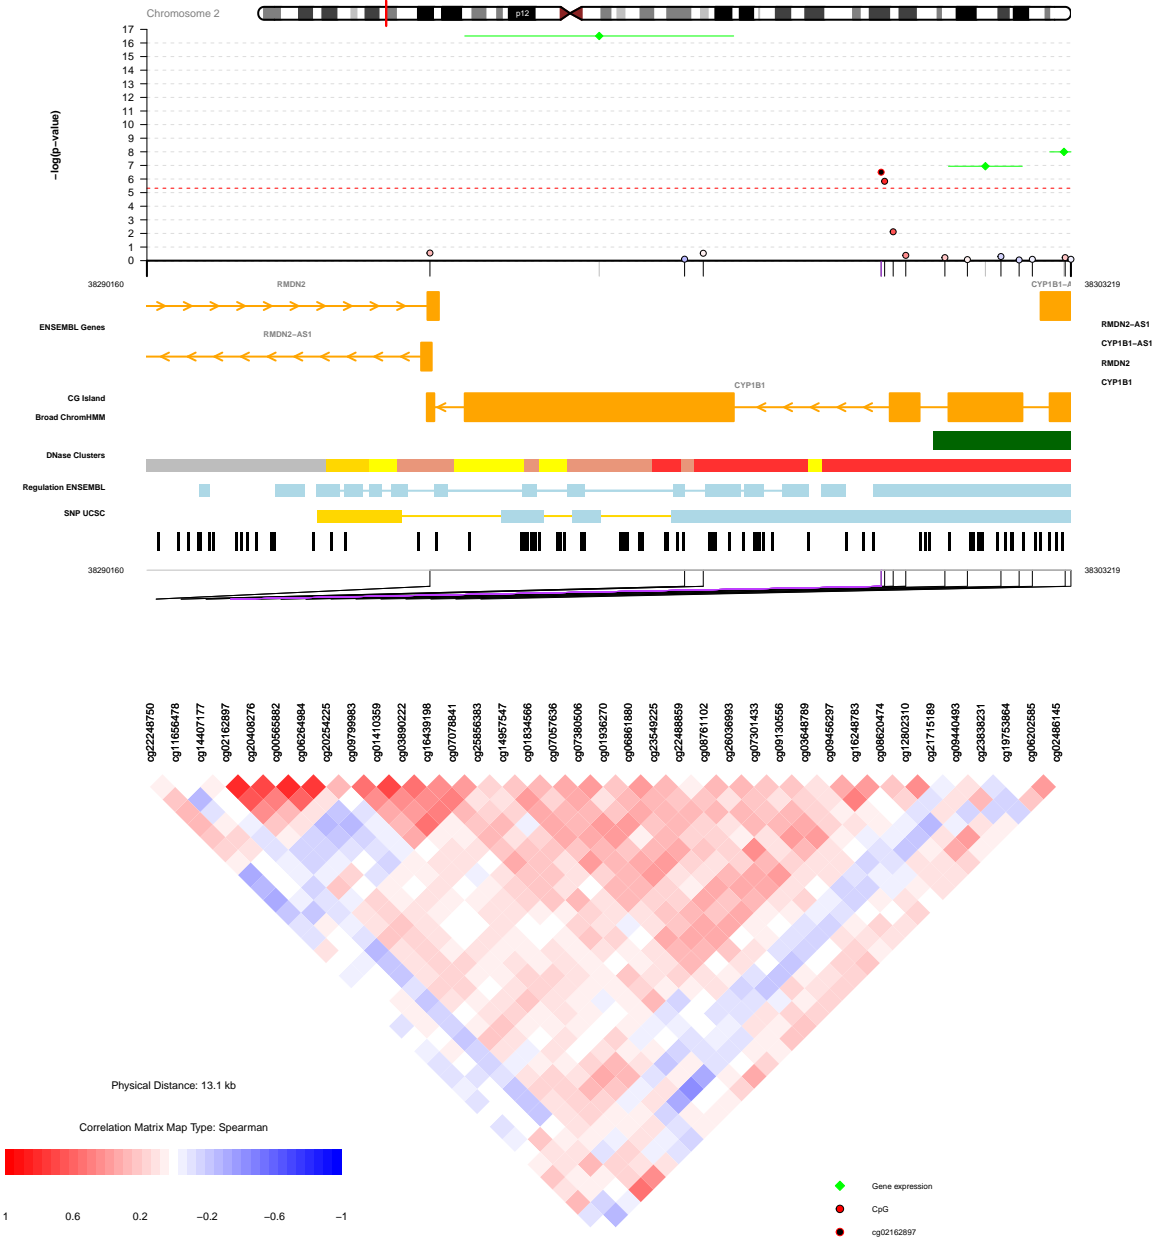 Chromosome 2
p12
−log(p−value)
17
16
15
14
13
12
11
10
9
8
7
6
5
4
3
2
1
0
38290160
38303219
RMDN2
CYP1B1−A
ENSEMBL Genes
RMDN2−AS1
RMDN2−AS1
CYP1B1−AS1
RMDN2
CYP1B1
CYP1B1
CG Island
Broad ChromHMM
DNase Clusters
Regulation ENSEMBL
SNP UCSC
38290160
38303219
cg22248750
cg11656478
cg14407177
cg02162897
cg20408276
cg00565882
cg06264984
cg20254225
cg09799983
cg01410359
cg03890222
cg16439198
cg07078841
cg25856383
cg14957547
cg01834566
cg07057636
cg07380506
cg01936270
cg06861880
cg23549225
cg22488859
cg08761102
cg26036993
cg07301433
cg09130556
cg03648789
cg09456297
cg16248783
cg08620474
cg12802310
cg21715189
cg09440493
cg23838231
cg19753864
cg06202585
cg02486145
Physical Distance: 13.1 kb
Correlation Matrix Map Type: Spearman
1 0.6 0.2 −0.2 −0.6 −1
Gene expression
CpG
cg02162897